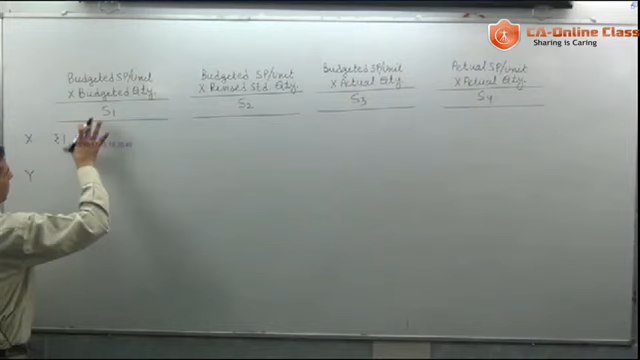 CA-Online Class
Sharing is Caring
Budgeted SP/unit
X Budgeted Qty.
S1
Budgeted SP/unit
X Revised Std Qty.
S2
Budgeted SP/unit
X Actual Qty
S3
Actual SP/unit
X Actual Qty.
S4
X
Y